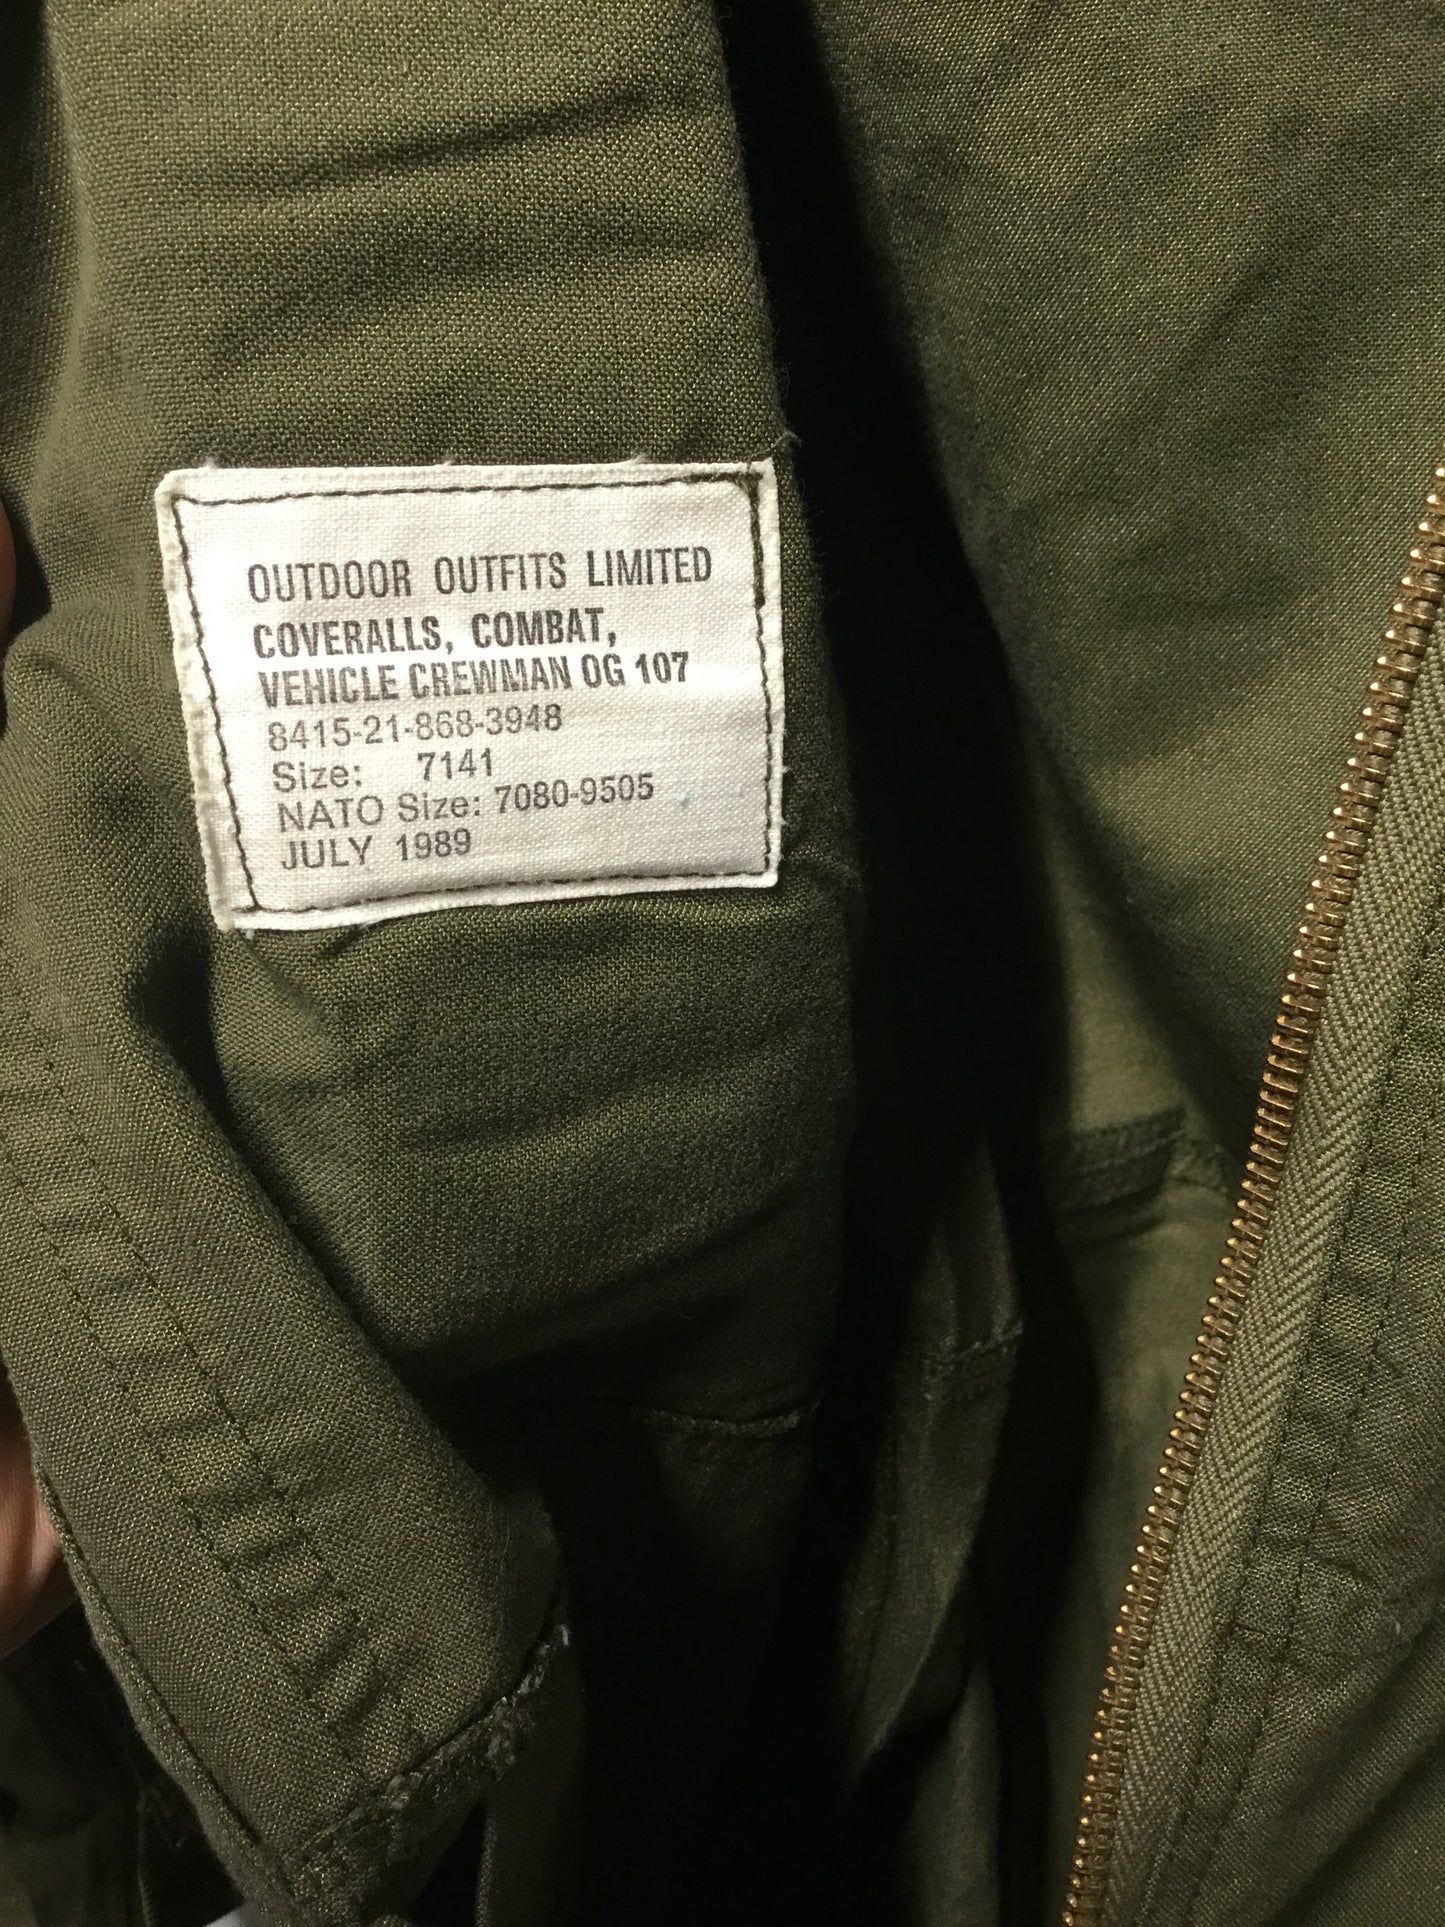 OUTDOOR OUTFITS LIMITED
COVERALLS, COMBAT,
VEHICLE CREWMAN OG 107
8415-21-868-3948
Size: 7141
NATO Size: 7080-9505
JULY 1989